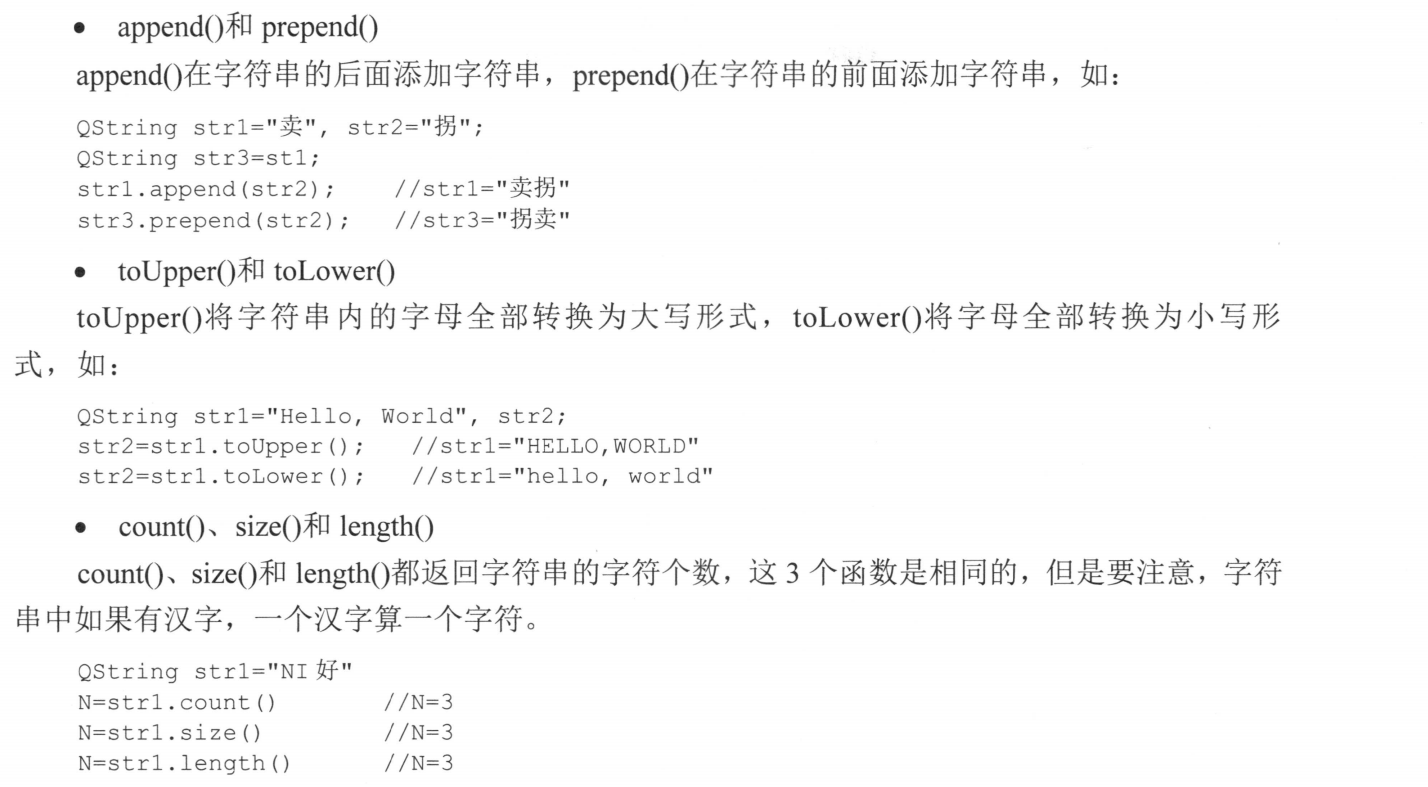 • append()和 prepend()
append()在字符串的后面添加字符串，prepend()在字符串的前面添加字符串，如：
QString str1="卖", str2="拐";
QString str3=st1;
str1.append(str2);    //str1="卖拐"
str3.prepend(str2);   //str3="拐卖"
• toUpper()和 toLower()
toUpper()将字符串内的字母全部转换为大写形式，toLower()将字母全部转换为小写形
式，如：
QString str1="Hello, World", str2;
str2=str1.toUpper();   //str1="HELLO,WORLD"
str2=str1.toLower();   //str1="hello, world"
• count()、size()和 length()
count()、size()和 length()都返回字符串的字符个数，这 3 个函数是相同的，但是要注意，字符
串中如果有汉字，一个汉字算一个字符。
QString str1="NI 好"
N=str1.count()       //N=3
N=str1.size()        //N=3
N=str1.length()      //N=3